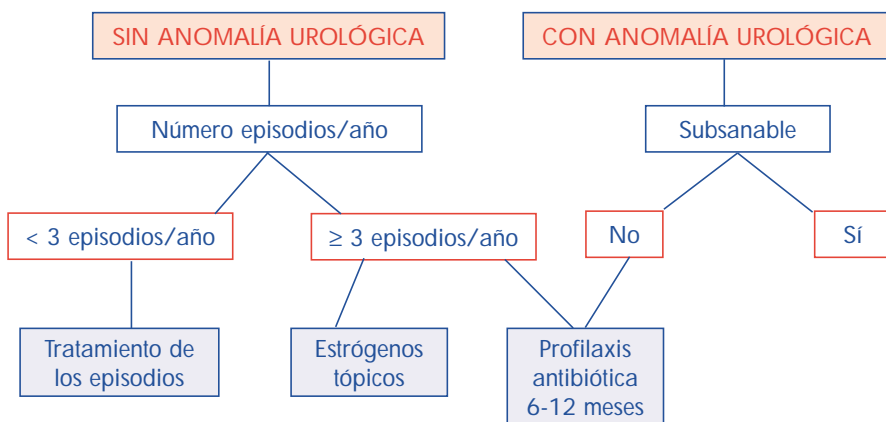 SIN ANOMALÍA UROLÓGICA
CON ANOMALÍA UROLÓGICA
Número episodios/año
Subsanable
< 3 episodios/año
≥ 3 episodios/año
No
Sí
Tratamiento de
los episodios
Estrógenos
tópicos
Profilaxis
antibiótica
6-12 meses